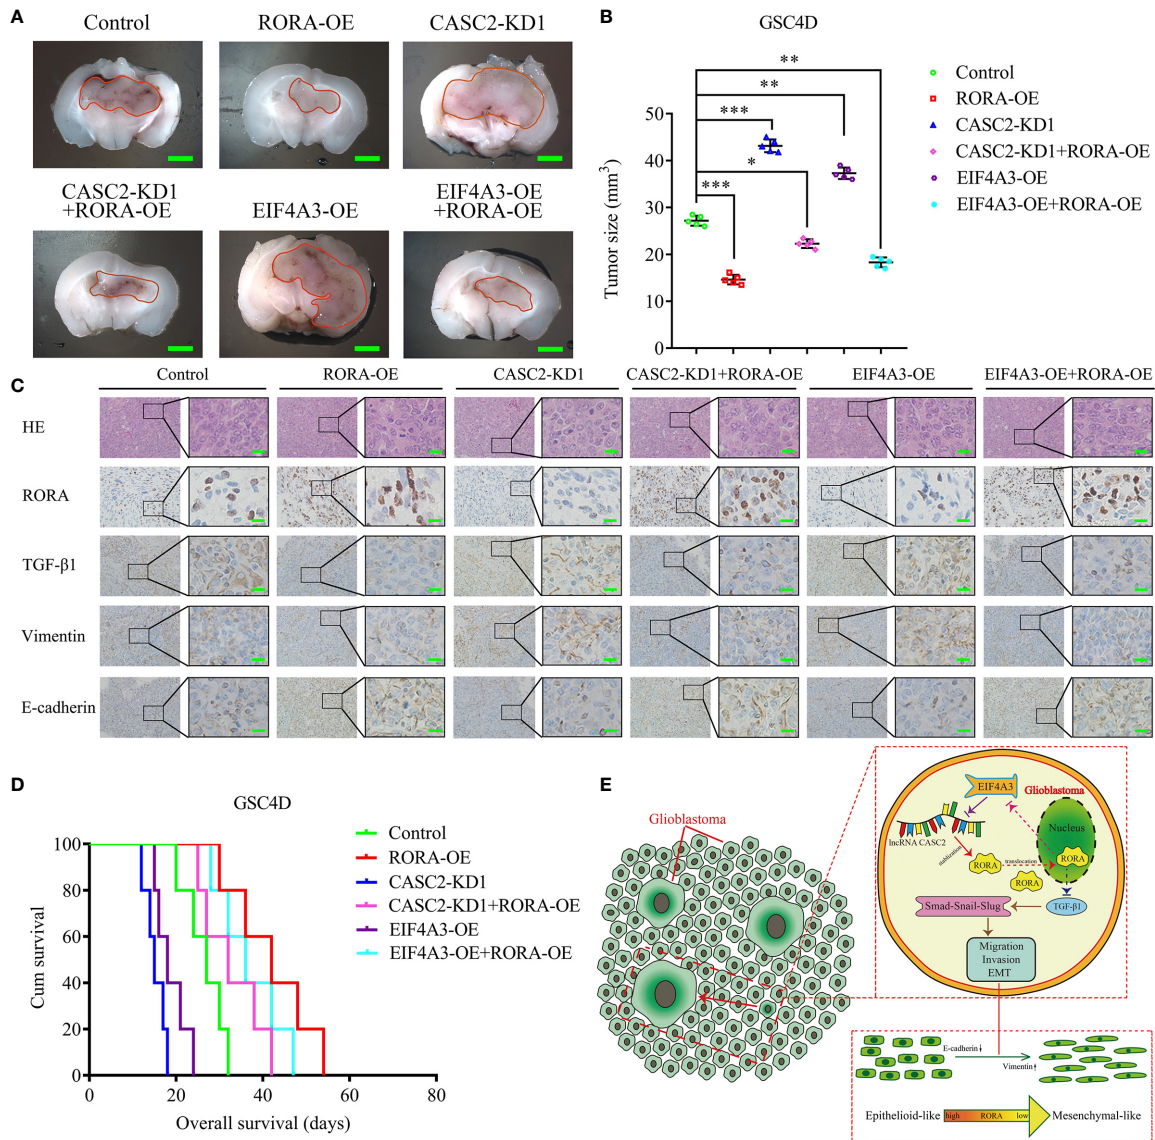 A
Control
RORA-OE
CASC2-KD1
CASC2-KD1
+RORA-OE
EIF4A3-OE
EIF4A3-OE
+RORA-OE
B
GSC4D
Tumor size (mm³)
50
40
30
20
10
0
***
*
***
**
**
Control
RORA-OE
CASC2-KD1
CASC2-KD1+RORA-OE
EIF4A3-OE
EIF4A3-OE+RORA-OE
C
Control
RORA-OE
CASC2-KD1
CASC2-KD1+RORA-OE
EIF4A3-OE
EIF4A3-OE+RORA-OE
HE
RORA
TGF-β1
Vimentin
E-cadherin
D
GSC4D
Cum survival
100
80
60
40
20
0
0
20
40
60
80
Overall survival (days)
Control
RORA-OE
CASC2-KD1
CASC2-KD1+RORA-OE
EIF4A3-OE
EIF4A3-OE+RORA-OE
E
Glioblastoma
EIF4A3
Glioblastoma
Nucleus
lncRNA CASC2
stablization
RORA
translocation
RORA
RORA
Smad-Snail-Slug
TGF-β1
Migration
Invasion
EMT
E-cadherin↓
Vimentin↑
Epithelioid-like
high
RORA
low
Mesenchymal-like